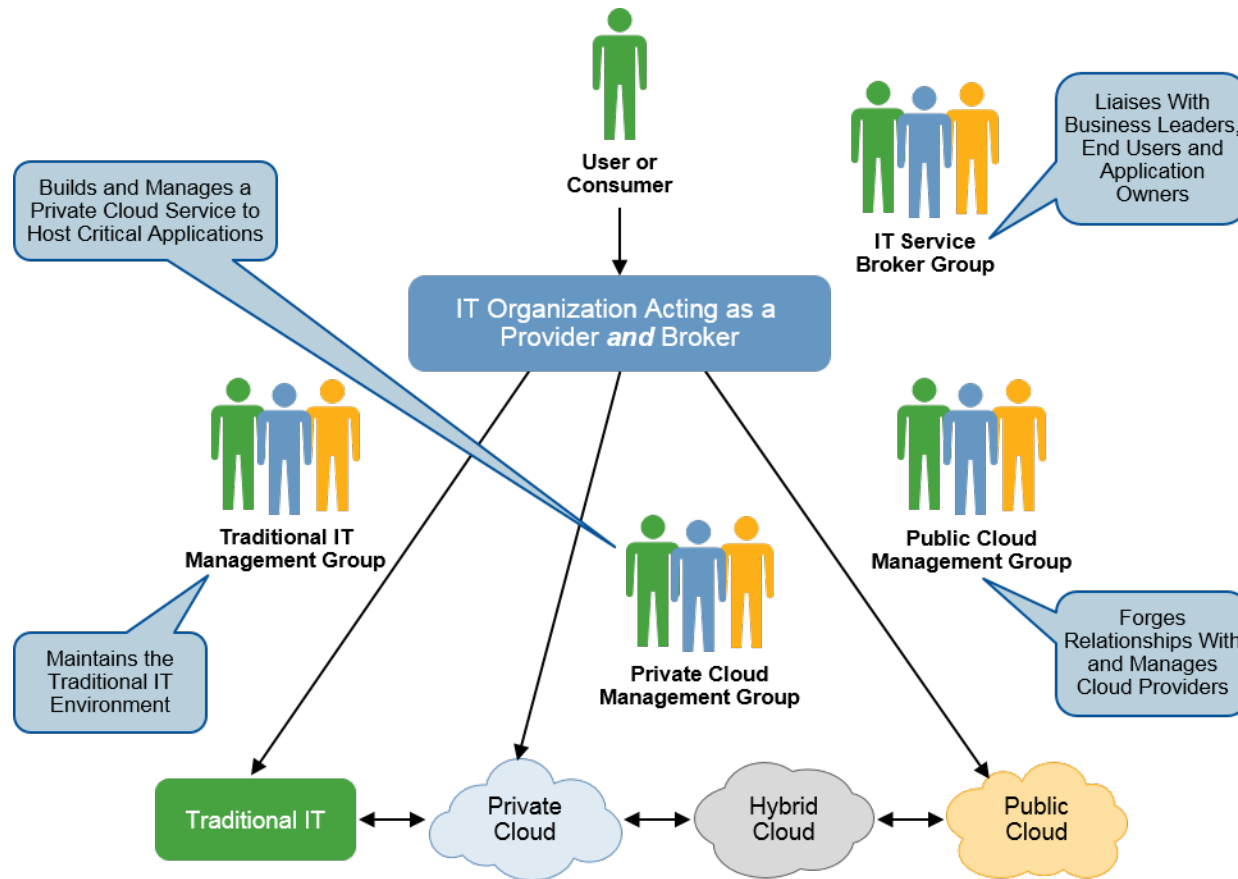 User or
Consumer
Liaises With
Business Leaders,
End Users and
Application
Owners
IT Service
Broker Group
Builds and Manages a
Private Cloud Service to
Host Critical Applications
IT Organization Acting as a
Provider and Broker
Traditional IT
Management Group
Public Cloud
Management Group
Private Cloud
Management Group
Maintains the
Traditional IT
Environment
Forges
Relationships With
and Manages
Cloud Providers
Traditional IT
Private
Cloud
Hybrid
Cloud
Public
Cloud